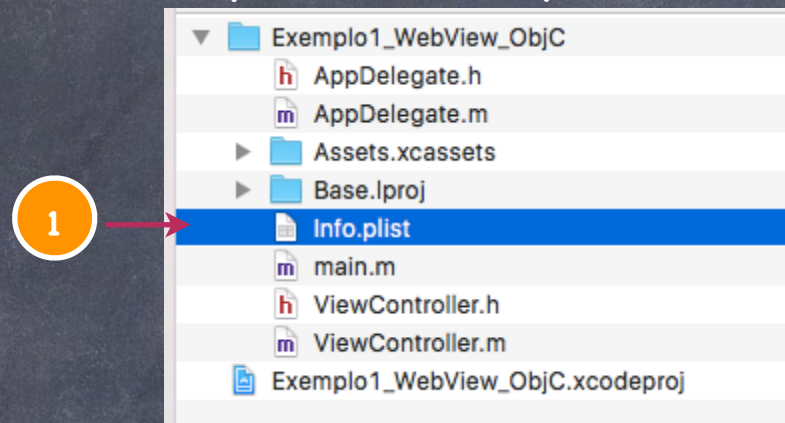 Exemplo1_WebView_ObjC
h AppDelegate.h
m AppDelegate.m
Assets.xcassets
Base.lproj
1
Info.plist
m main.m
h ViewController.h
m ViewController.m
Exemplo1_WebView_ObjC.xcodeproj